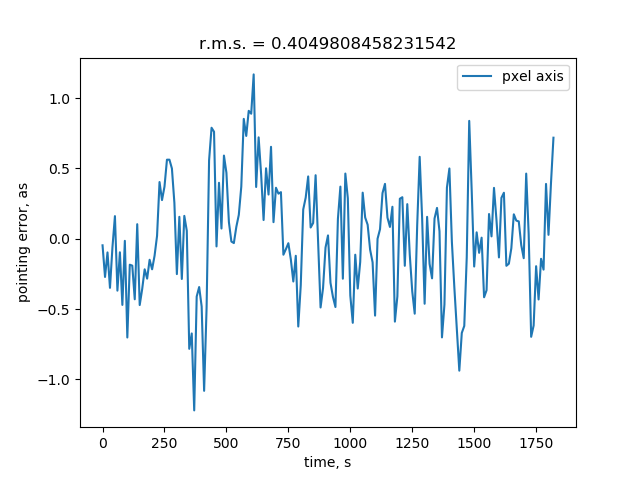 r.m.s. = 0.4049808458231542
pxel axis
1.0
0.5
0.0
−0.5
−1.0
pointing error, as
0 250 500 750 1000 1250 1500 1750
time, s